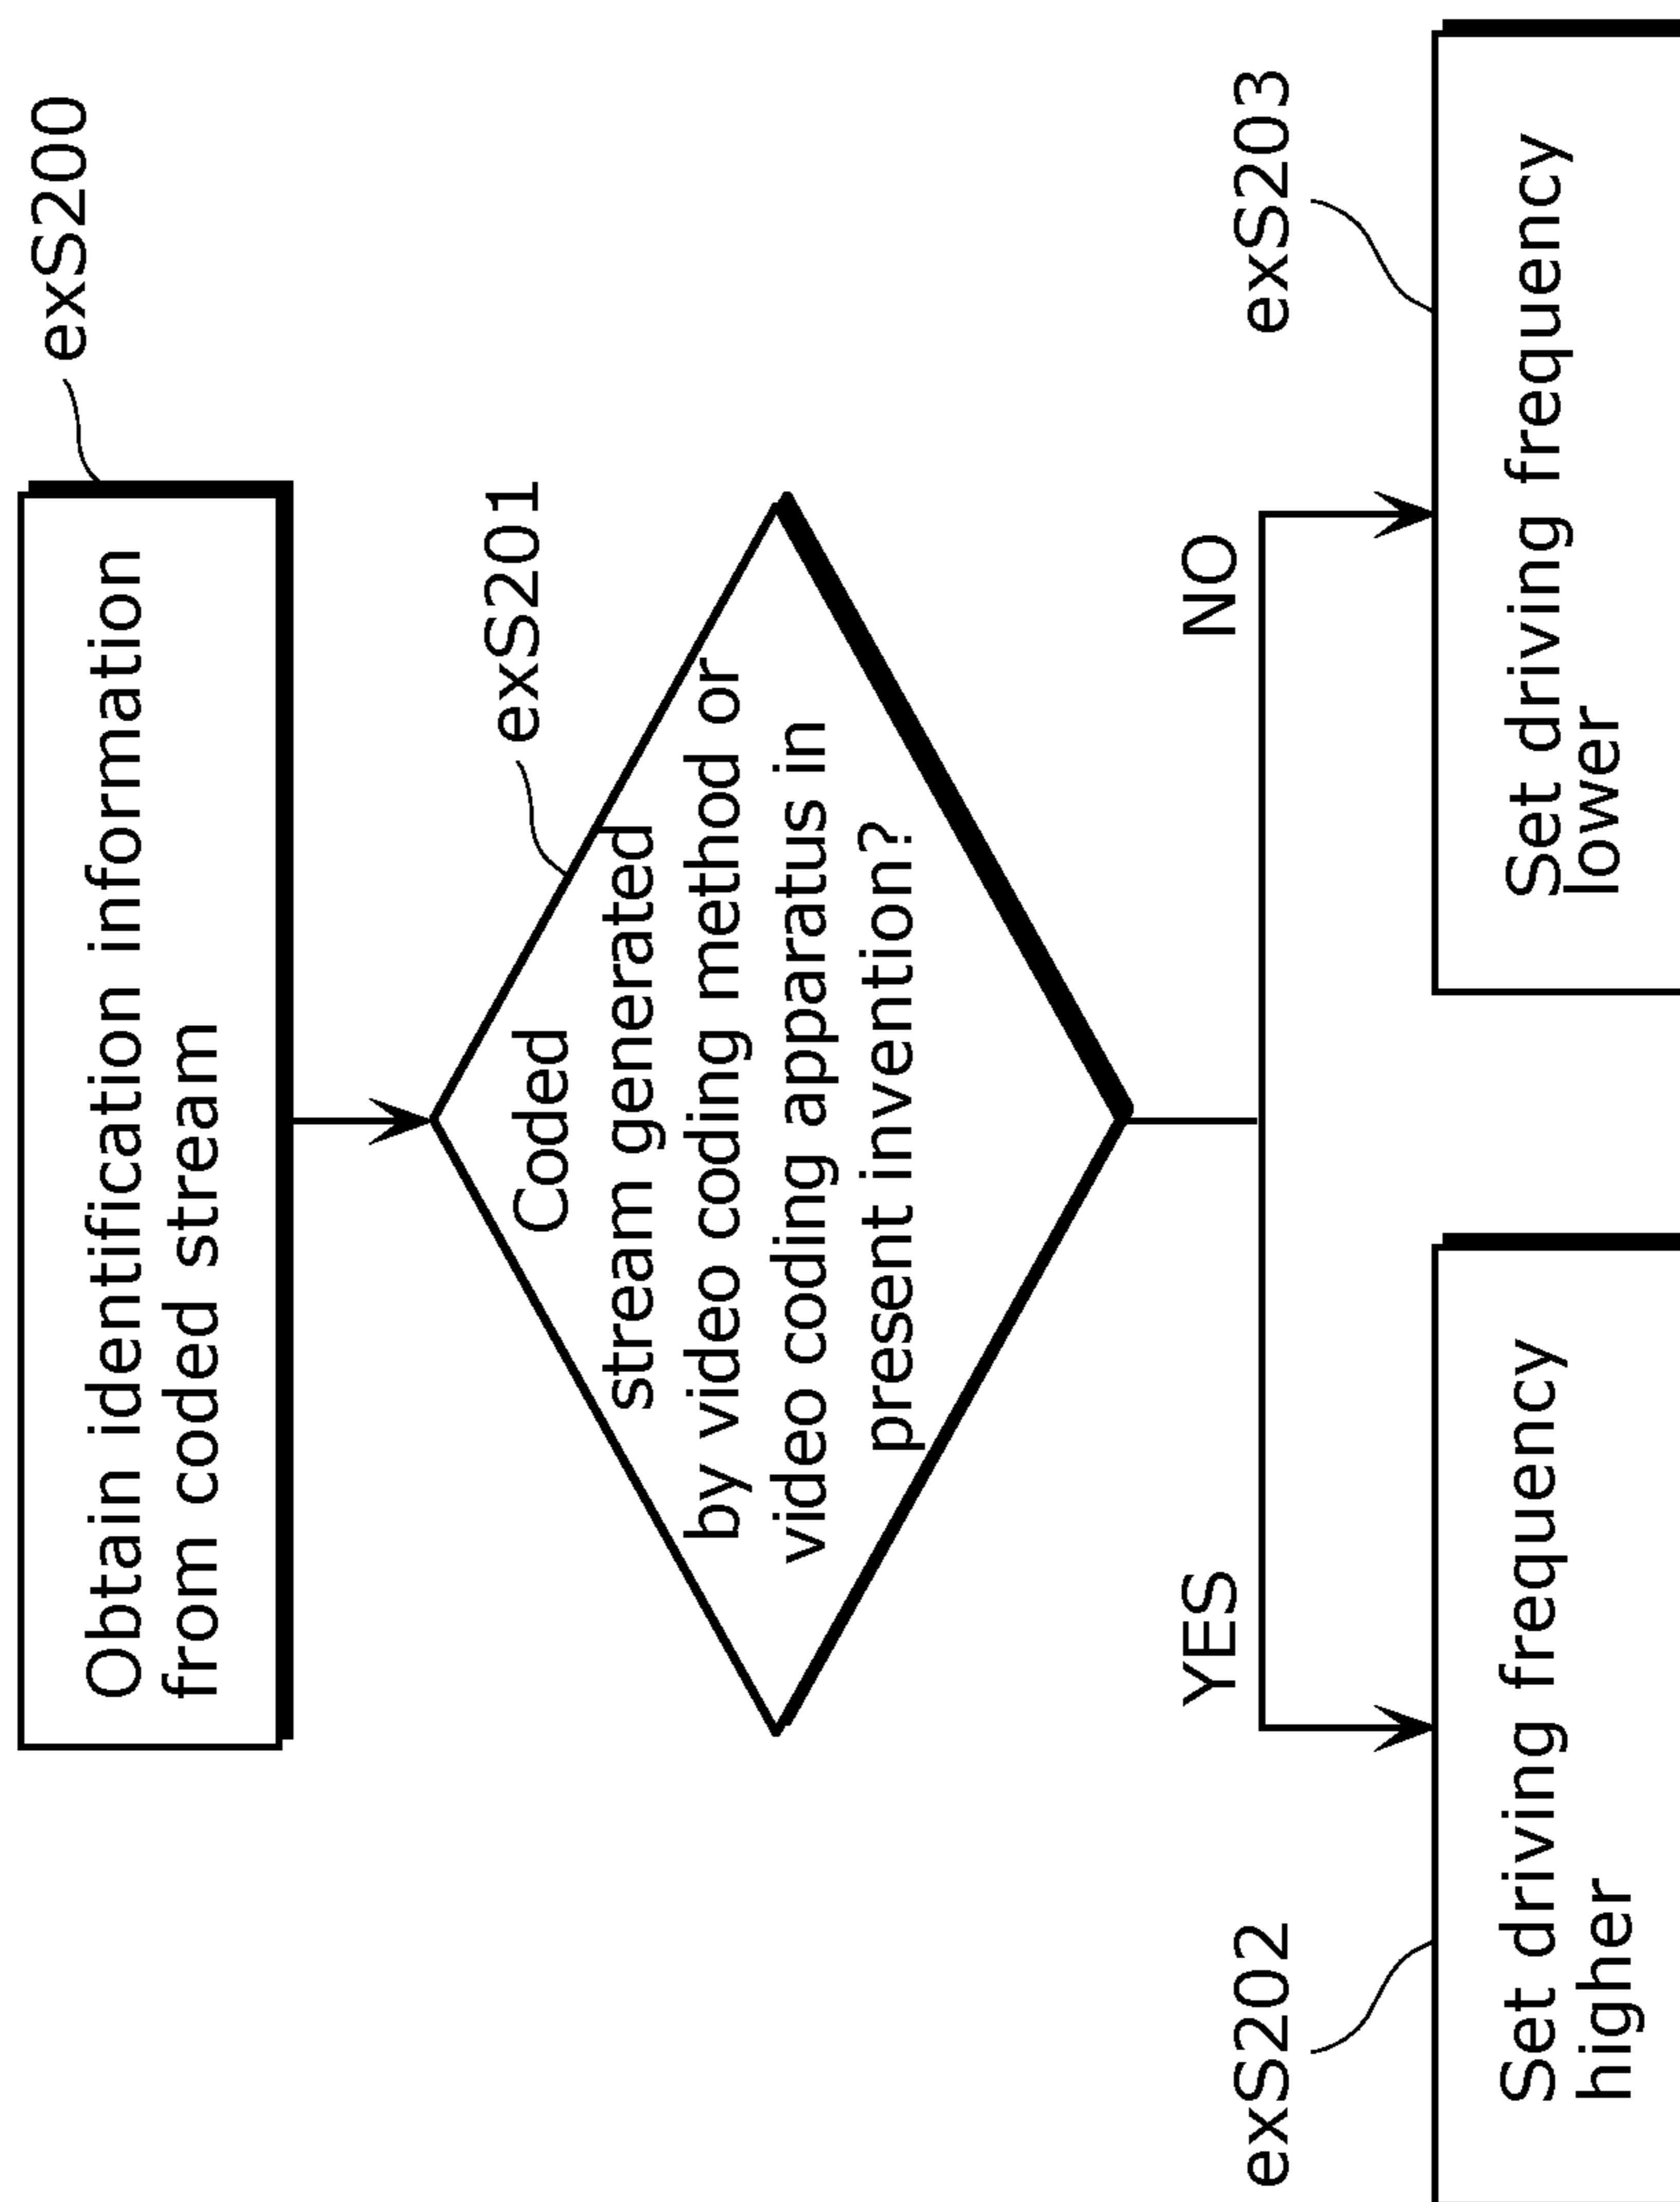 exS200
Obtain identification information
from coded stream
exS201
Coded
stream generated
by video coding method or
video coding apparatus in
present invention?
YES
NO
exS202
Set driving frequency
higher
exS203
Set driving frequency
lower